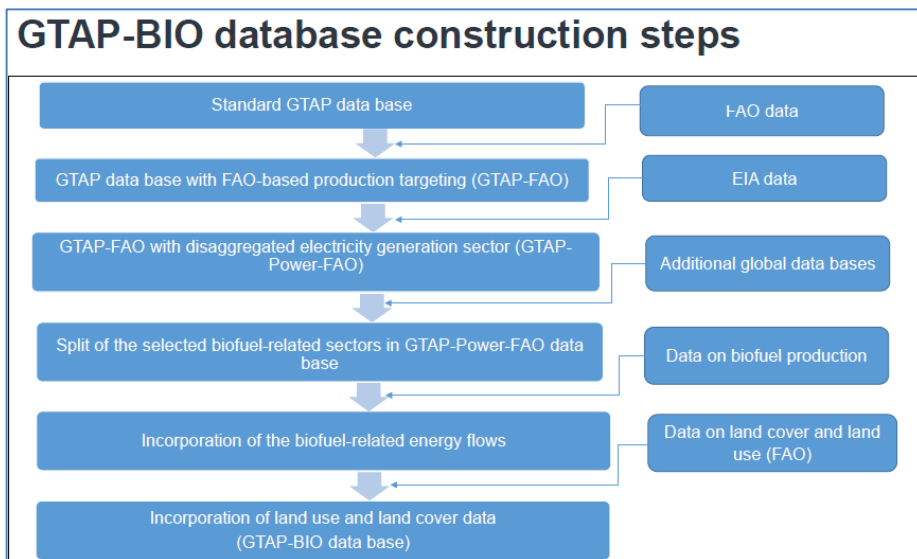 GTAP-BIO database construction steps
Standard GTAP data base
FAO data
GTAP data base with FAO-based production targeting (GTAP-FAO)
EIA data
GTAP-FAO with disaggregated electricity generation sector (GTAP-
Power-FAO)
Additional global data bases
Split of the selected biofuel-related sectors in GTAP-Power-FAO data
base
Data on biofuel production
Incorporation of the biofuel-related energy flows
Data on land cover and land
use (FAO)
Incorporation of land use and land cover data
(GTAP-BIO data base)